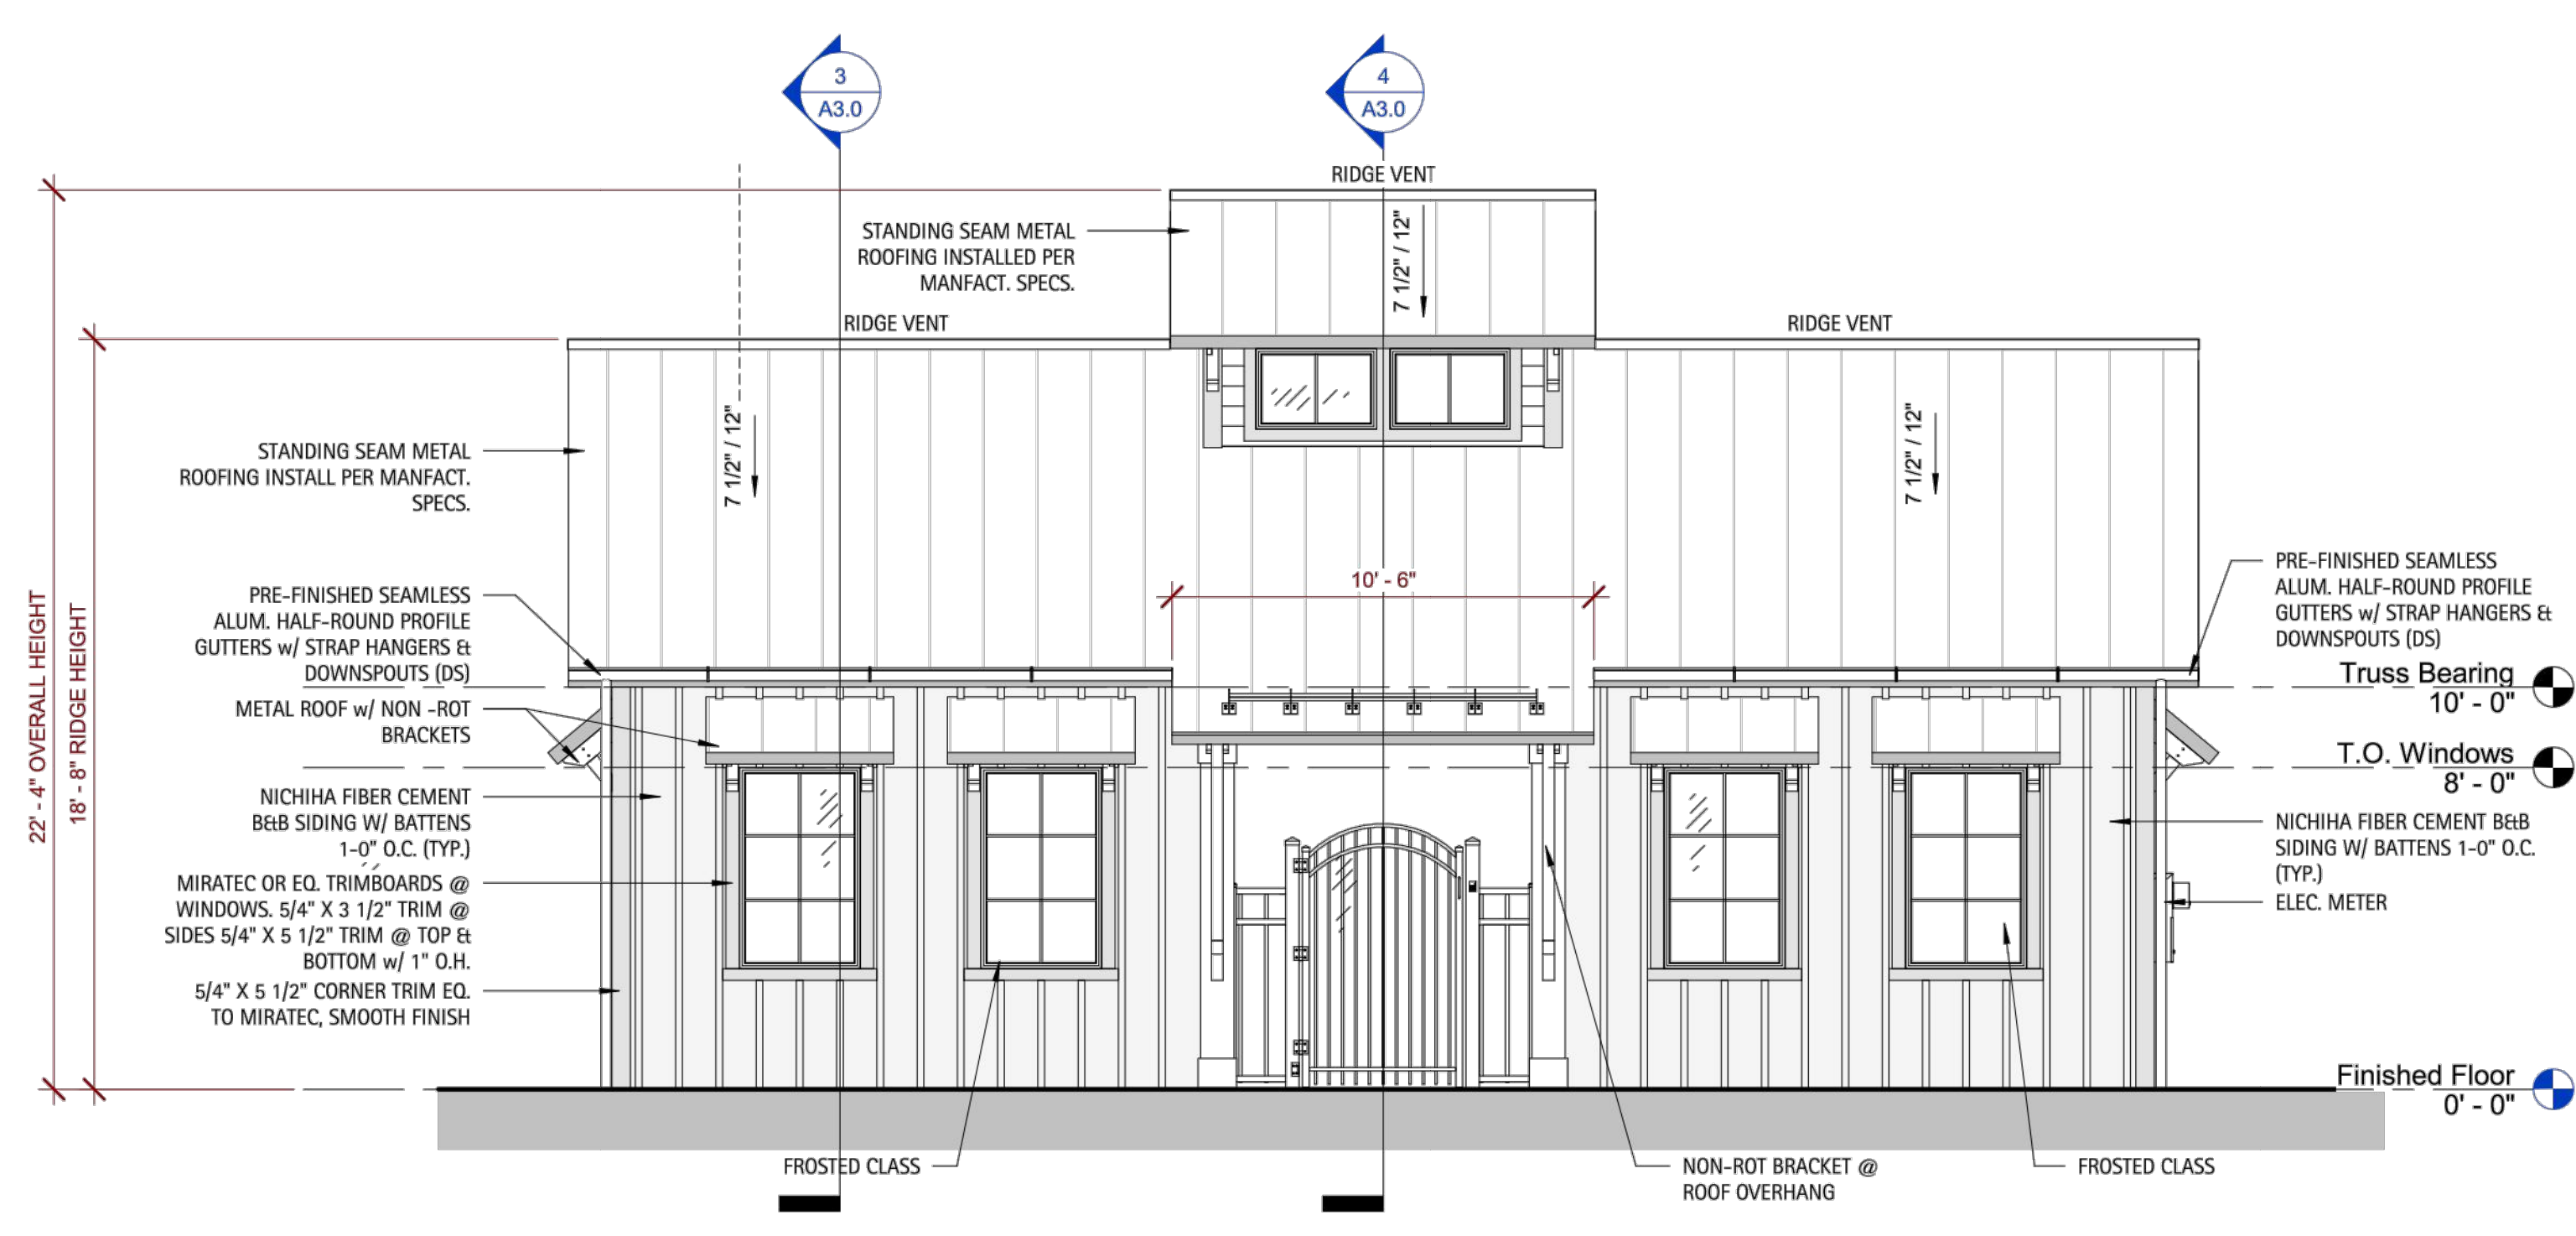 3
A3.0
4
A3.0
RIDGE VENT
STANDING SEAM METAL
ROOFING INSTALLED PER
MANFACT. SPECS.
7 1/2" / 12"
RIDGE VENT
RIDGE VENT
22' - 4" OVERALL HEIGHT
18' - 8" RIDGE HEIGHT
STANDING SEAM METAL
ROOFING INSTALL PER MANFACT.
SPECS.
7 1/2" / 12"
7 1/2" / 12"
10' - 6"
PRE-FINISHED SEAMLESS
ALUM. HALF-ROUND PROFILE
GUTTERS w/ STRAP HANGERS &
DOWNSPOUTS (DS)
METAL ROOF w/ NON -ROT
BRACKETS
NICHIHA FIBER CEMENT
B&B SIDING W/ BATTENS
1-0" O.C. (TYP.)
MIRATEC OR EQ. TRIMBOARDS @
WINDOWS. 5/4" X 3 1/2" TRIM @
SIDES 5/4" X 5 1/2" TRIM @ TOP &
BOTTOM w/ 1" O.H.
5/4" X 5 1/2" CORNER TRIM EQ.
TO MIRATEC, SMOOTH FINISH
PRE-FINISHED SEAMLESS
ALUM. HALF-ROUND PROFILE
GUTTERS w/ STRAP HANGERS &
DOWNSPOUTS (DS)
Truss Bearing
10' - 0"
T.O. Windows
8' - 0"
NICHIHA FIBER CEMENT B&B
SIDING W/ BATTENS 1-0" O.C.
(TYP.)
ELEC. METER
Finished Floor
0' - 0"
FROSTED CLASS
NON-ROT BRACKET @
ROOF OVERHANG
FROSTED CLASS